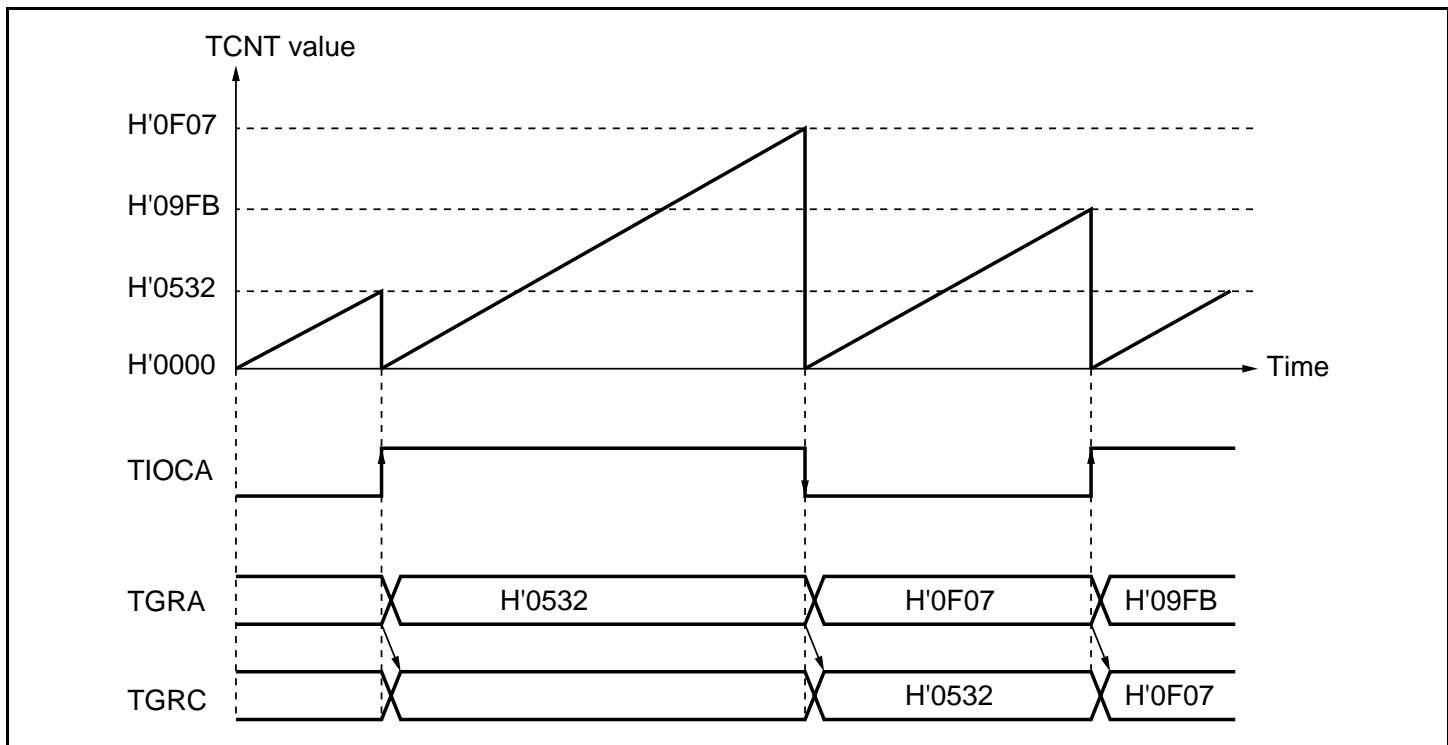 TCNT value
H'0F07
H'09FB
H'0532
H'0000
Time
TIOCA
TGRA H'0532 H'0F07 H'09FB
TGRC H'0532 H'0F07